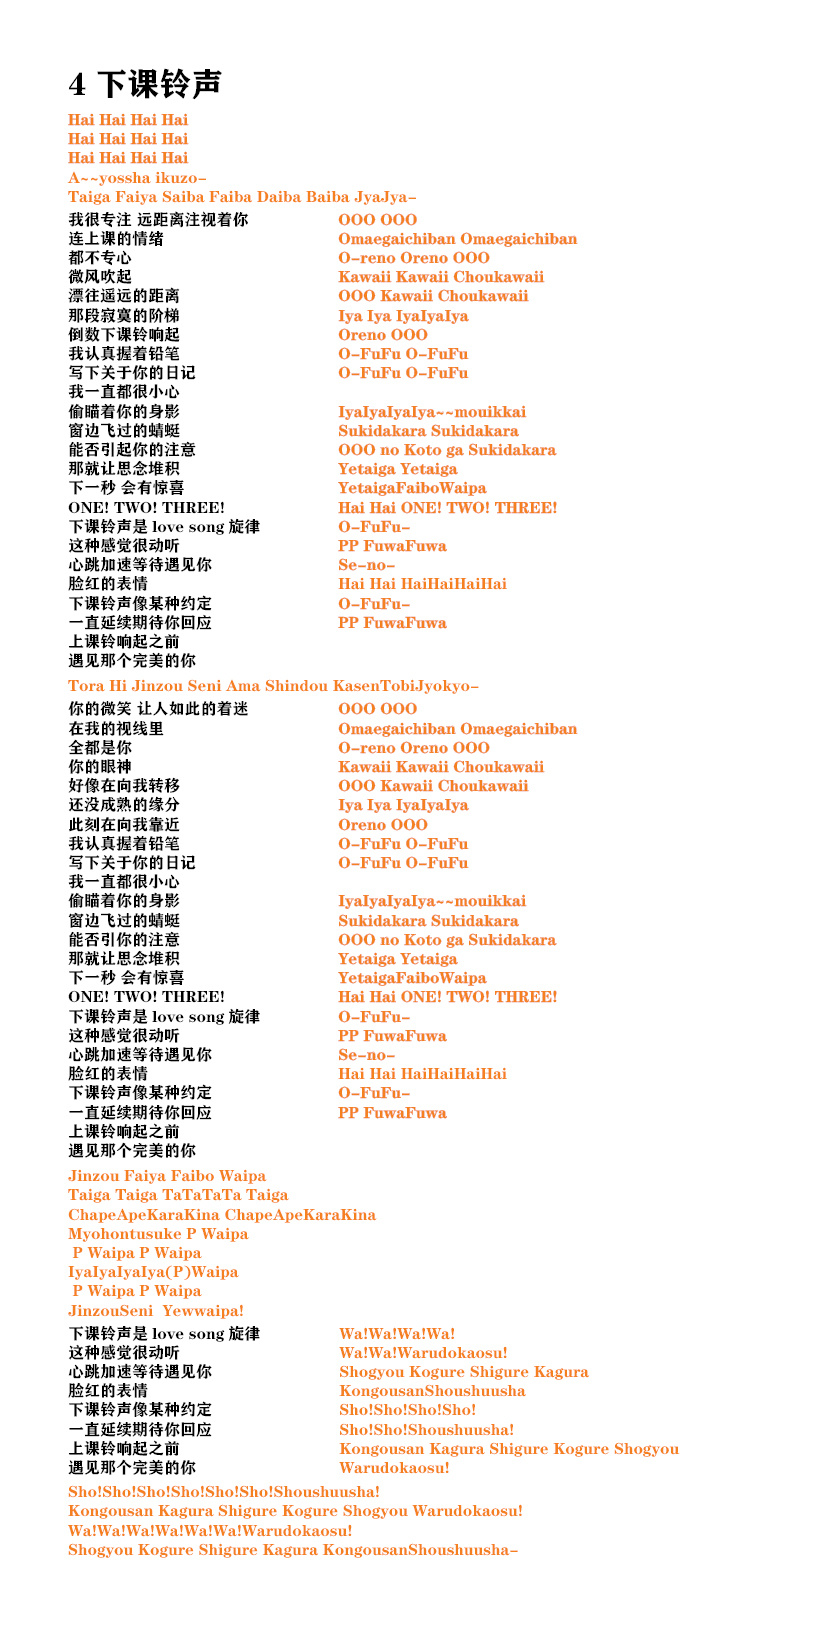 4 下课铃声
Hai Hai Hai Hai
Hai Hai Hai Hai
Hai Hai Hai Hai
A~~yossha ikuzo-
Taiga Faiya Saiba Faiba Daiba Baiba JyaJya-
我很专注 远距离注视着你 OOO OOO
连上课的情绪 Omaegaichiban Omaegaichiban
都不专心 O-reno Oreno OOO
微风吹起 Kawaii Kawaii Choukawaii
漂往遥远的距离 OOO Kawaii Choukawaii
那段寂寞的阶梯 Iya Iya IyaIyaIya
倒数下课铃响起 Oreno OOO
我认真握着铅笔 O-FuFu O-FuFu
写下关于你的日记 O-FuFu O-FuFu
我一直都很小心
偷瞄着你的身影 IyaIyaIyaIya~~mouikkai
窗边飞过的蜻蜓 Sukidakara Sukidakara
能否引起你的注意 OOO no Koto ga Sukidakara
那就让思念堆积 Yetaiga Yetaiga
下一秒 会有惊喜 YetaigaFaiboWaipa
ONE! TWO! THREE! Hai Hai ONE! TWO! THREE!
下课铃声是 love song 旋律 O-FuFu-
这种感觉很动听 PP FuwaFuwa
心跳加速等待遇见你 Se-no-
脸红的表情 Hai Hai HaiHaiHaiHai
下课铃声像某种约定 O-FuFu-
一直延续期待你回应 PP FuwaFuwa
上课铃响起之前
遇见那个完美的你
Tora Hi Jinzou Seni Ama Shindou KasenTobiJyokyo-
你的微笑 让人如此的着迷 OOO OOO
在我的视线里 Omaegaichiban Omaegaichiban
全都是你 O-reno Oreno OOO
你的眼神 Kawaii Kawaii Choukawaii
好像在向我转移 OOO Kawaii Choukawaii
还没成熟的缘分 Iya Iya IyaIyaIya
此刻在向我靠近 Oreno OOO
我认真握着铅笔 O-FuFu O-FuFu
写下关于你的日记 O-FuFu O-FuFu
我一直都很小心
偷瞄着你的身影 IyaIyaIyaIya~~mouikkai
窗边飞过的蜻蜓 Sukidakara Sukidakara
能否引你的注意 OOO no Koto ga Sukidakara
那就让思念堆积 Yetaiga Yetaiga
下一秒 会有惊喜 YetaigaFaiboWaipa
ONE! TWO! THREE! Hai Hai ONE! TWO! THREE!
下课铃声是 love song 旋律 O-FuFu-
这种感觉很动听 PP FuwaFuwa
心跳加速等待遇见你 Se-no-
脸红的表情 Hai Hai HaiHaiHaiHai
下课铃声像某种约定 O-FuFu-
一直延续期待你回应 PP FuwaFuwa
上课铃响起之前
遇见那个完美的你
Jinzou Faiya Faibo Waipa
Taiga Taiga TaTaTaTa Taiga
ChapeApeKaraKina ChapeApeKaraKina
Myohontusuke P Waipa
P Waipa P Waipa
IyaIyaIyaIya(P)Waipa
P Waipa P Waipa
JinzouSeni  Yewwaipa!
下课铃声是 love song 旋律 Wa!Wa!Wa!Wa!
这种感觉很动听 Wa!Wa!Warudokaosu!
心跳加速等待遇见你 Shogyou Kogure Shigure Kagura
脸红的表情 KongousanShoushuusha
下课铃声像某种约定 Sho!Sho!Sho!Sho!
一直延续期待你回应 Sho!Sho!Shoushuusha!
上课铃响起之前 Kongousan Kagura Shigure Kogure Shogyou
遇见那个完美的你 Warudokaosu!
Sho!Sho!Sho!Sho!Sho!Sho!Shoushuusha!
Kongousan Kagura Shigure Kogure Shogyou Warudokaosu!
Wa!Wa!Wa!Wa!Wa!Wa!Warudokaosu!
Shogyou Kogure Shigure Kagura KongousanShoushuusha-